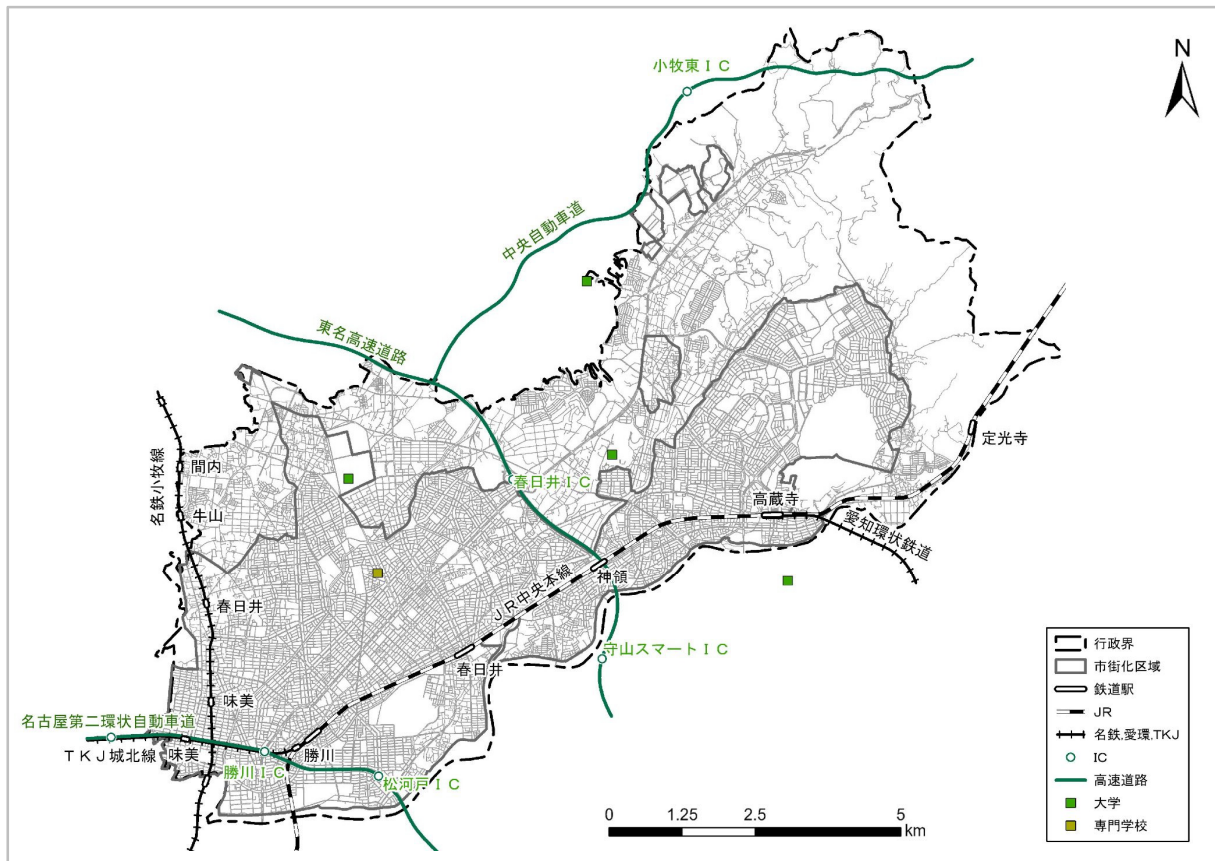 N
小牧東ＩＣ
中央自動車道
東名高速道路
名鉄小牧線
間内
牛山
春日井ＩＣ
定光寺
高蔵寺
愛知環状鉄道
ＪＲ中央本線
神領
春日井
守山スマートＩＣ
春日井
味美
名古屋第二環状自動車道
ＴＫＪ城北線
味美
勝川
勝川ＩＣ
松河戸ＩＣ
0 1.25 2.5 5
km
行政界
市街化区域
鉄道駅
JR
名鉄.愛環.TKJ
IC
高速道路
大学
専門学校